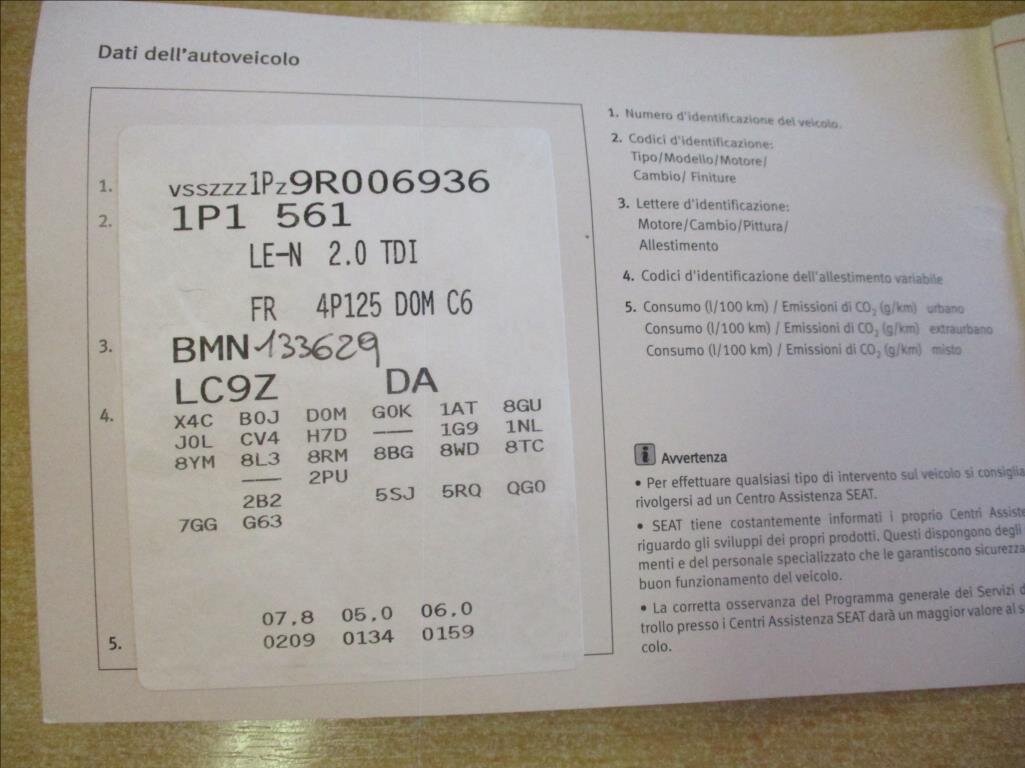 Dati dell'autoveicolo
1. vsszzz1Pz9R006936
2. 1P1 561
LE-N 2.0 TDI
FR 4P125 DOM C6
3. BMN-133629
LC9Z DA
4. X4C B0J D0M G0K 1AT 8GU
J0L CV4 H7D —— 1G9 1NL
8YM 8L3 8RM 8BG 8WD 8TC
—— 2PU
2B2 5SJ 5RQ QG0
7GG G63
07.8 05.0 06.0
5. 0209 0134 0159
1. Numero d'identificazione del veicolo.
2. Codici d'identificazione:
Tipo/Modello/Motore/
Cambio/ Finiture
3. Lettere d'identificazione:
Motore/Cambio/Pittura/
Allestimento
4. Codici d'identificazione dell'allestimento variabile
5. Consumo (l/100 km) / Emissioni di CO₂ (g/km) urbano
Consumo (l/100 km) / Emissioni di CO₂ (g/km) extraurbano
Consumo (l/100 km) / Emissioni di CO₂ (g/km) misto
i Avvertenza
• Per effettuare qualsiasi tipo di intervento sul veicolo si consiglia
rivolgersi ad un Centro Assistenza SEAT.
• SEAT tiene costantemente informati i proprio Centri Assiste
riguardo gli sviluppi dei propri prodotti. Questi dispongono degli
menti e del personale specializzato che le garantiscono sicurezza
buon funzionamento del veicolo.
• La corretta osservanza del Programma generale dei Servizi d
trollo presso i Centri Assistenza SEAT darà un maggior valore al s
colo.